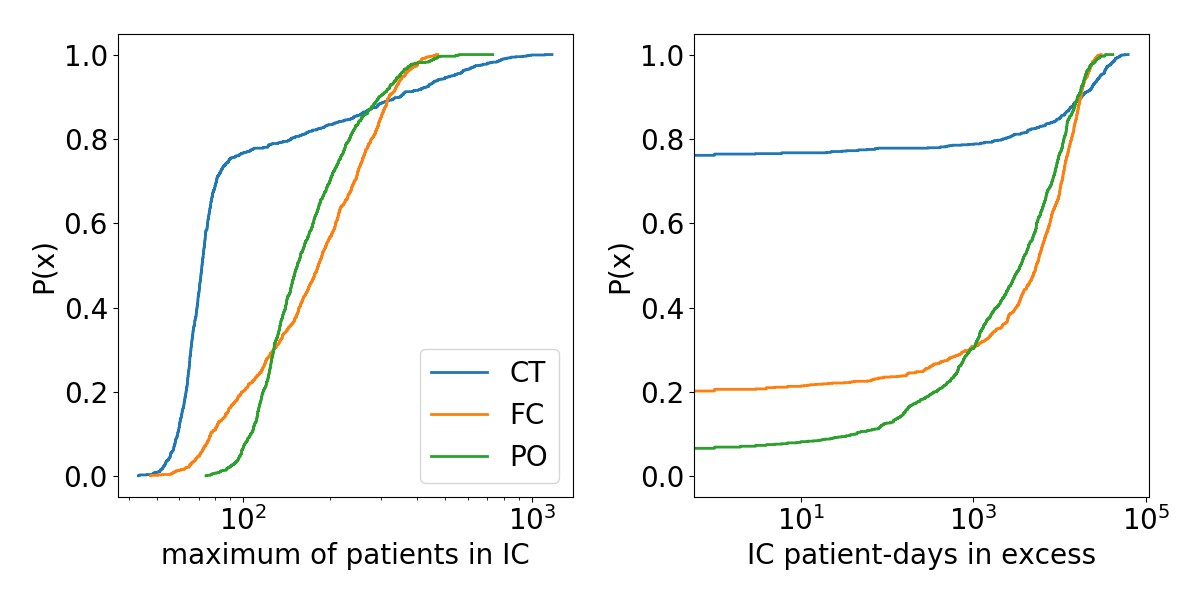 1.0
0.8
0.6
0.4
0.2
0.0
P(x)
10²
10³
maximum of patients in IC
CT
FC
PO
1.0
0.8
0.6
0.4
0.2
0.0
P(x)
10¹
10³
10⁵
IC patient-days in excess